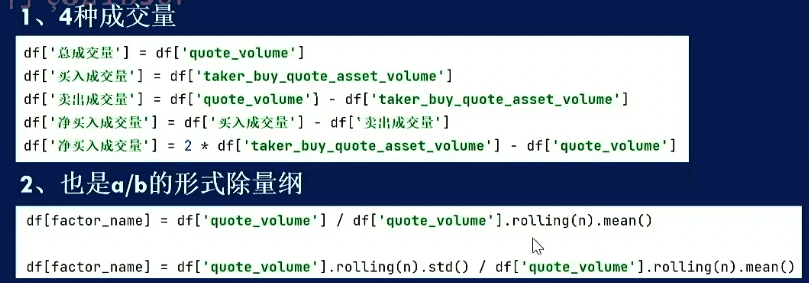 1、4种成交量
df['总成交量'] = df['quote_volume']
df['买入成交量'] = df['taker_buy_quote_asset_volume']
df['卖出成交量'] = df['quote_volume'] - df['taker_buy_quote_asset_volume']
df['净买入成交量'] = df['买入成交量'] - df['卖出成交量']
df['净买入成交量'] = 2 * df['taker_buy_quote_asset_volume'] - df['quote_volume']
2、也是a/b的形式除量纲
df[factor_name] = df['quote_volume'] / df['quote_volume'].rolling(n).mean()
df[factor_name] = df['quote_volume'].rolling(n).std() / df['quote_volume'].rolling(n).mean()